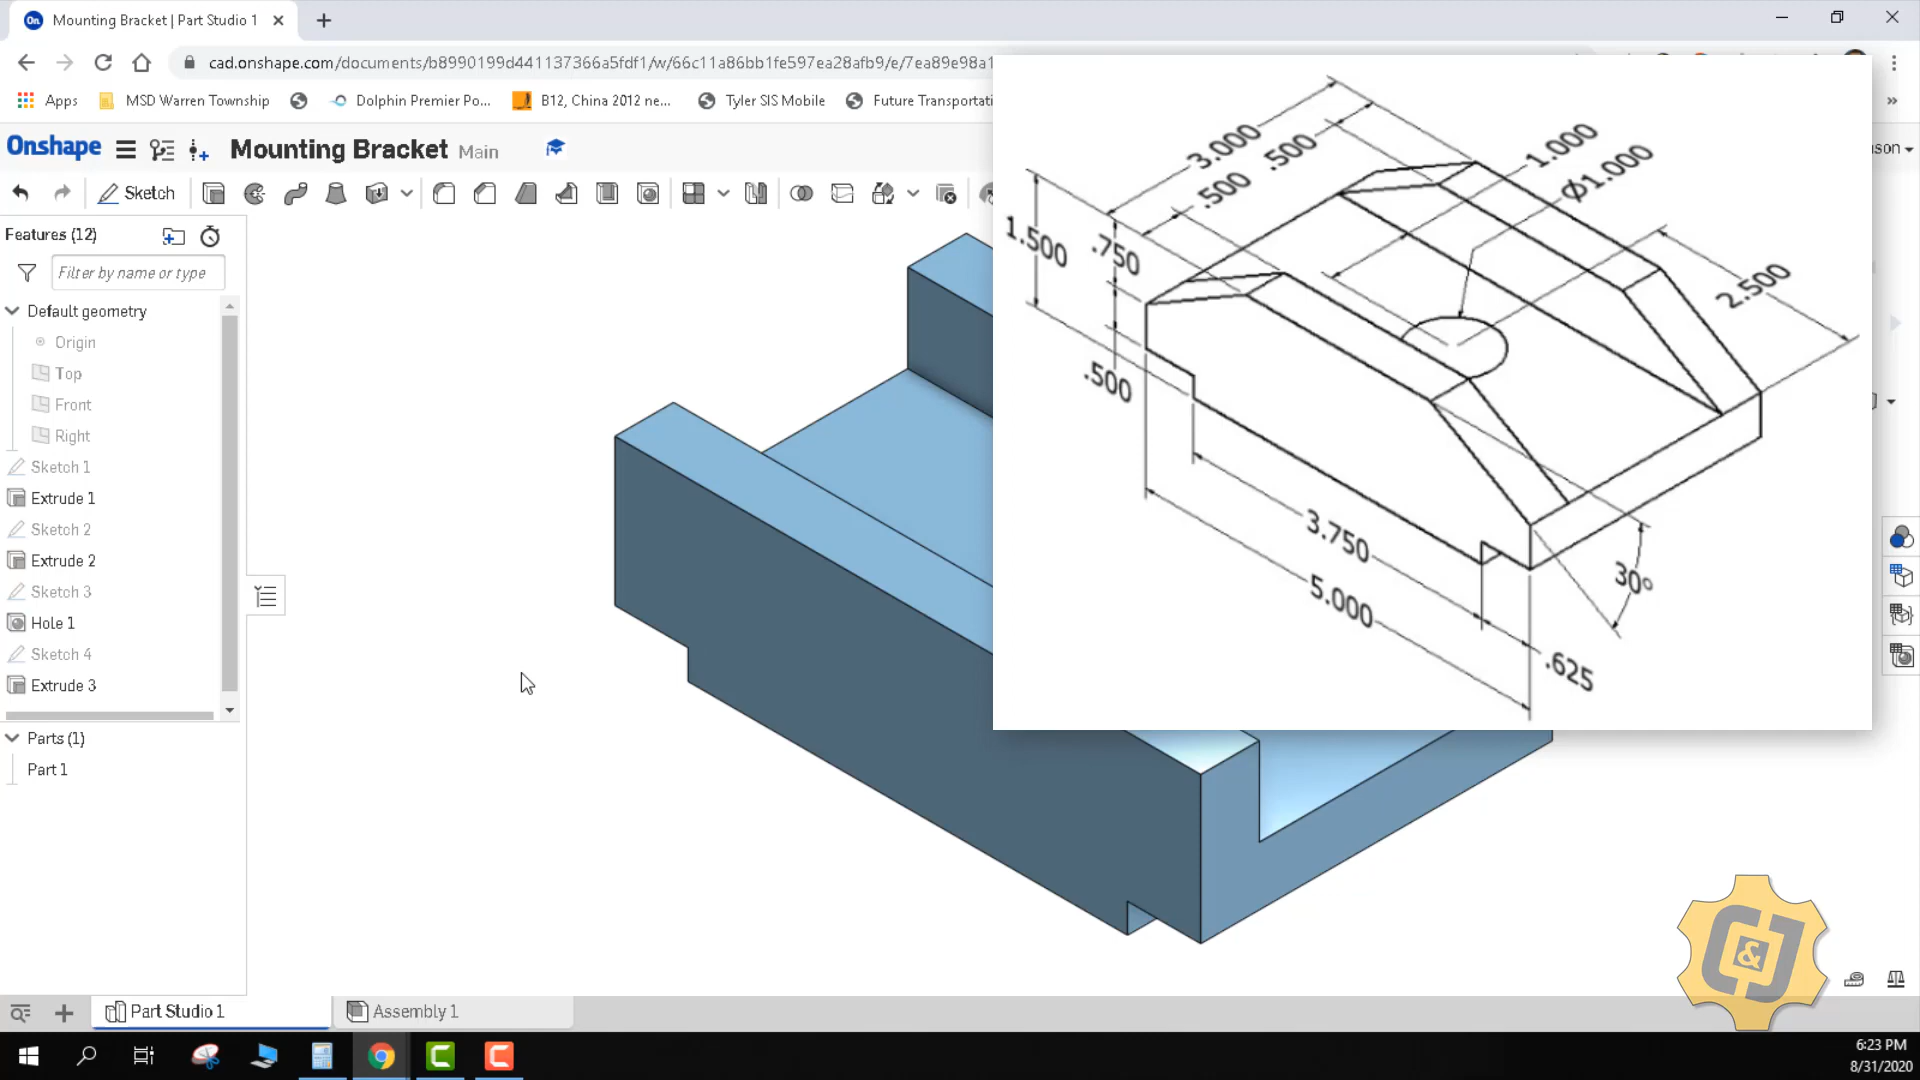 Mounting Bracket | Part Studio 1
cad.onshape.com/documents/b8990199d441137366a5fdf1/w/66c11a86bb1fe597ea28afb9/e/7ea89e98a1
Apps
MSD Warren Township
Dolphin Premier Po...
B12, China 2012 ne...
Tyler SIS Mobile
Future Transportati
Onshape
Mounting Bracket Main
son
Sketch
Features (12)
Filter by name or type
Default geometry
Origin
Top
Front
Right
Sketch 1
Extrude 1
Sketch 2
Extrude 2
Sketch 3
Hole 1
Sketch 4
Extrude 3
Parts (1)
Part 1
3.000
.500
.500
1.000
Ø1.000
1.500
.750
.500
2.500
3.750
5.000
30°
.625
C&J
Part Studio 1
Assembly 1
6:23 PM
8/31/2020